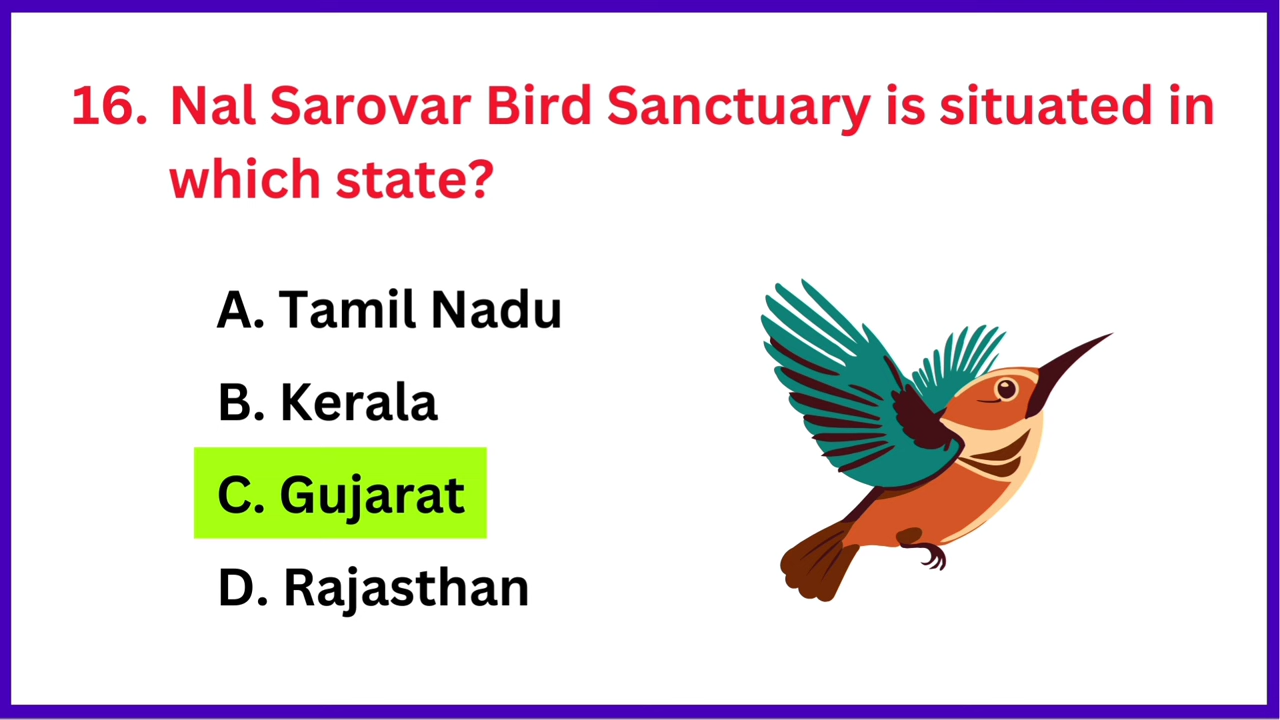 16. Nal Sarovar Bird Sanctuary is situated in
which state?
A. Tamil Nadu
B. Kerala
C. Gujarat
D. Rajasthan